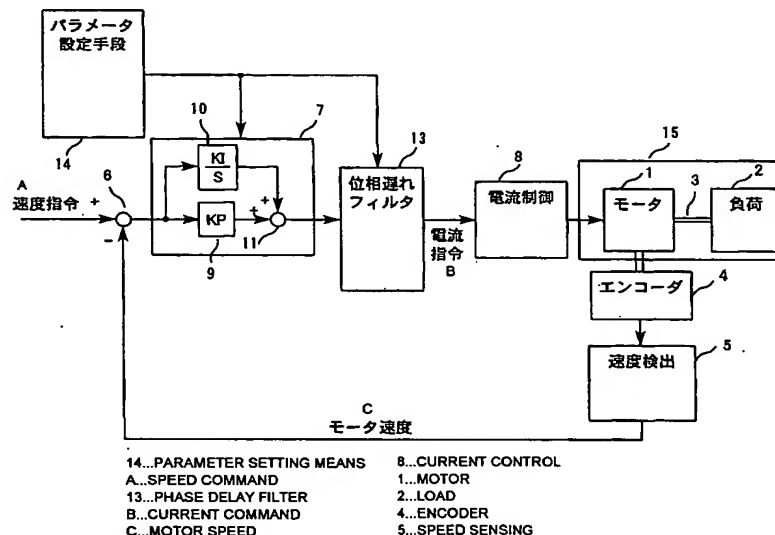 パラメータ
設定手段
14
10
7
KI
S
13
位相遅れ
フィルタ
8
電流制御
15
1
モータ
3
2
負荷
A
速度指令
+
6
−
KP
9
+
+
11
電流
指令
B
エンコーダ
4
速度検出
5
C
モータ速度
14...PARAMETER SETTING MEANS
A...SPEED COMMAND
13...PHASE DELAY FILTER
B...CURRENT COMMAND
C...MOTOR SPEED
8...CURRENT CONTROL
1...MOTOR
2...LOAD
4...ENCODER
5...SPEED SENSING